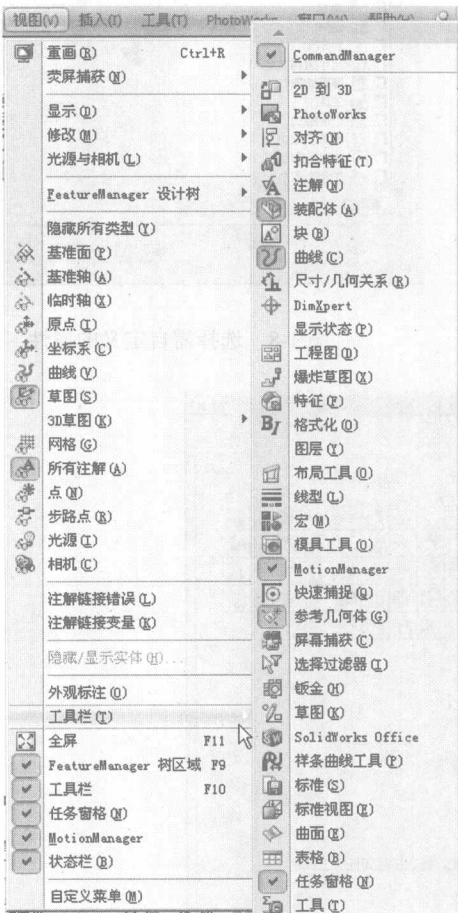 视图(V) 插入(I) 工具(T) PhotoWorks 窗口(W) 帮助(H)
重画(R) Ctrl+R
荧屏捕获(N)
显示(D)
修改(M)
光源与相机(L)
FeatureManager 设计树
隐藏所有类型(Y)
基准面(P)
基准轴(A)
临时轴(X)
原点(I)
坐标系(C)
曲线(V)
草图(S)
3D草图(K)
网格(G)
所有注解(A)
点(N)
步路点(R)
光源(I)
相机(C)
注解链接错误(L)
注解链接变量(K)
隐藏/显示实体(H)...
外观标注(O)
工具栏(T)
全屏 F11
FeatureManager 树区域 F9
工具栏 F10
任务窗格(N)
MotionManager
状态栏(B)
自定义菜单(M)
CommandManager
2D 到 3D
PhotoWorks
对齐(N)
扣合特征(T)
注解(N)
装配体(A)
块(B)
曲线(C)
尺寸/几何关系(R)
DimXpert
显示状态(P)
工程图(D)
爆炸草图(X)
特征(F)
格式化(O)
图层(Y)
布局工具(O)
线型(L)
宏(M)
模具工具(O)
MotionManager
快速捕捉(Q)
参考几何体(G)
屏幕捕获(C)
选择过滤器(I)
钣金(H)
草图(K)
SolidWorks Office
样条曲线工具(P)
标准(S)
标准视图(E)
曲面(E)
表格(B)
任务窗格(N)
工具(T)